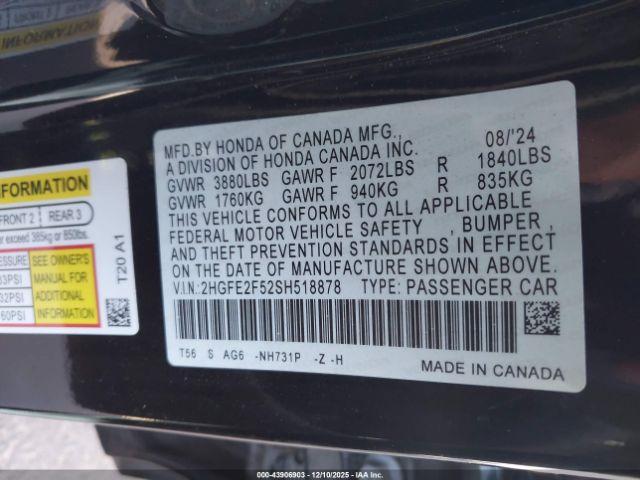 INFORMATION
FRONT 2 REAR 3
exceed 385kg or 850lbs.
SEE OWNER'S
MANUAL FOR
ADDITIONAL
INFORMATION
33PSI
32PSI
60PSI
T20 A1
MFD.BY HONDA OF CANADA MFG., 08/'24
A DIVISION OF HONDA CANADA INC.
GVWR 3880LBS GAWR F 2072LBS R 1840LBS
GVWR 1760KG GAWR F 940KG R 835KG
THIS VEHICLE CONFORMS TO ALL APPLICABLE
FEDERAL MOTOR VEHICLE SAFETY , BUMPER,
AND THEFT PREVENTION STANDARDS IN EFFECT
ON THE DATE OF MANUFACTURE SHOWN ABOVE.
V.I.N.:2HGFE2F52SH518878 TYPE: PASSENGER CAR
T56 S AG6 -NH731P -Z -H
MADE IN CANADA
00-43906903 - 12/10/2025 - IAA Inc.